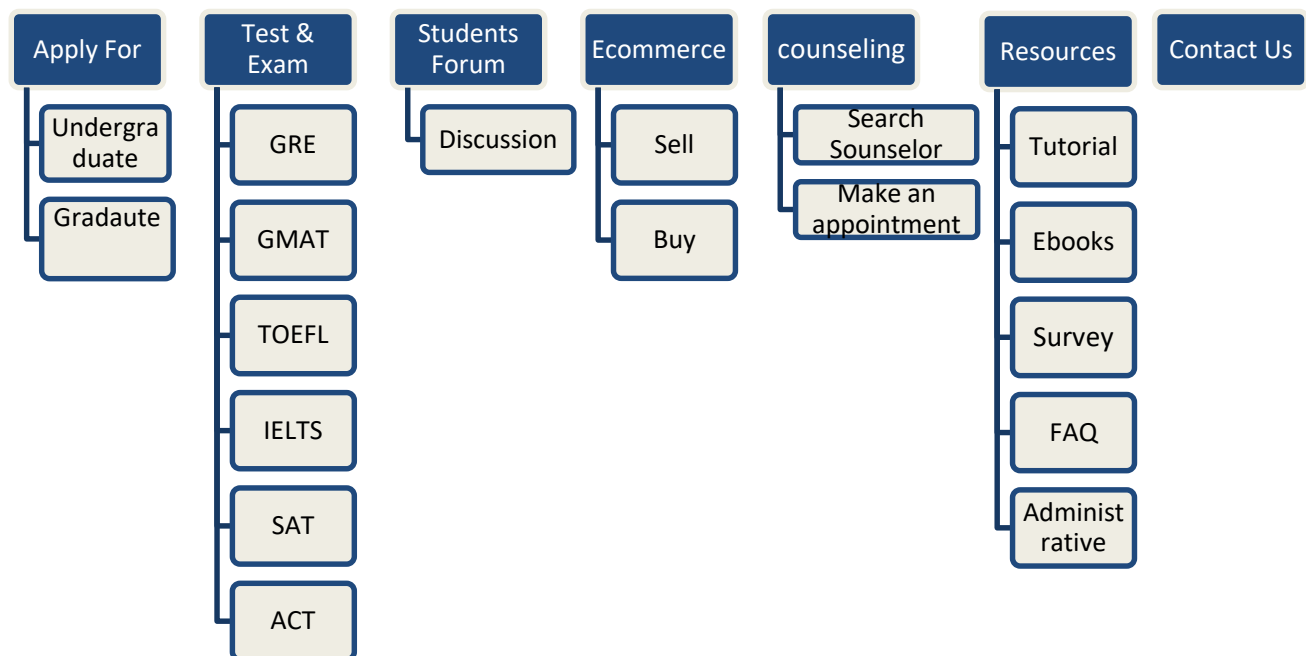 Apply For
Undergra
duate
Gradaute
Test &
Exam
GRE
GMAT
TOEFL
IELTS
SAT
ACT
Students
Forum
Discussion
Ecommerce
Sell
Buy
counseling
Search
Sounselor
Make an
appointment
Resources
Tutorial
Ebooks
Survey
FAQ
Administ
rative
Contact Us